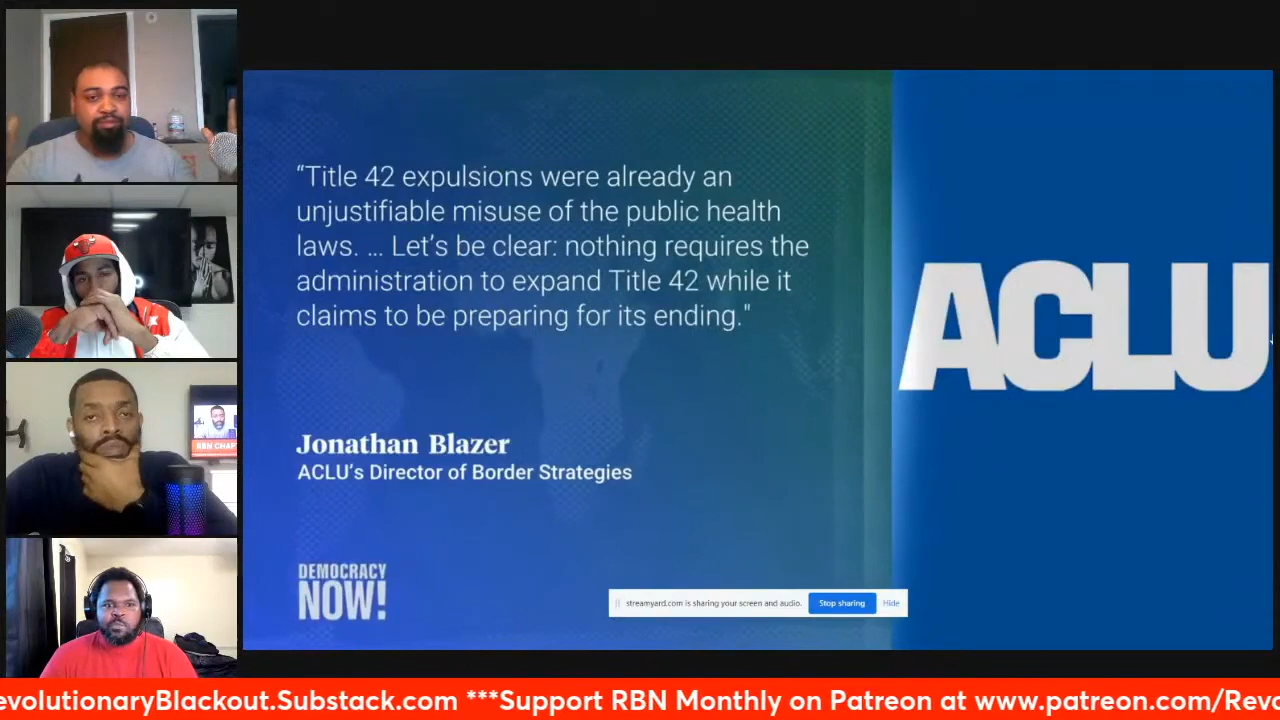 “Title 42 expulsions were already an
unjustifiable misuse of the public health
laws. ... Let’s be clear: nothing requires the
administration to expand Title 42 while it
claims to be preparing for its ending."
Jonathan Blazer
ACLU’s Director of Border Strategies
DEMOCRACY
NOW!
ACLU
streamyard.com is sharing your screen and audio.
Stop sharing
Hide
RBN CHAP
evolutionaryBlackout.Substack.com ***Support RBN Monthly on Patreon at www.patreon.com/Revo